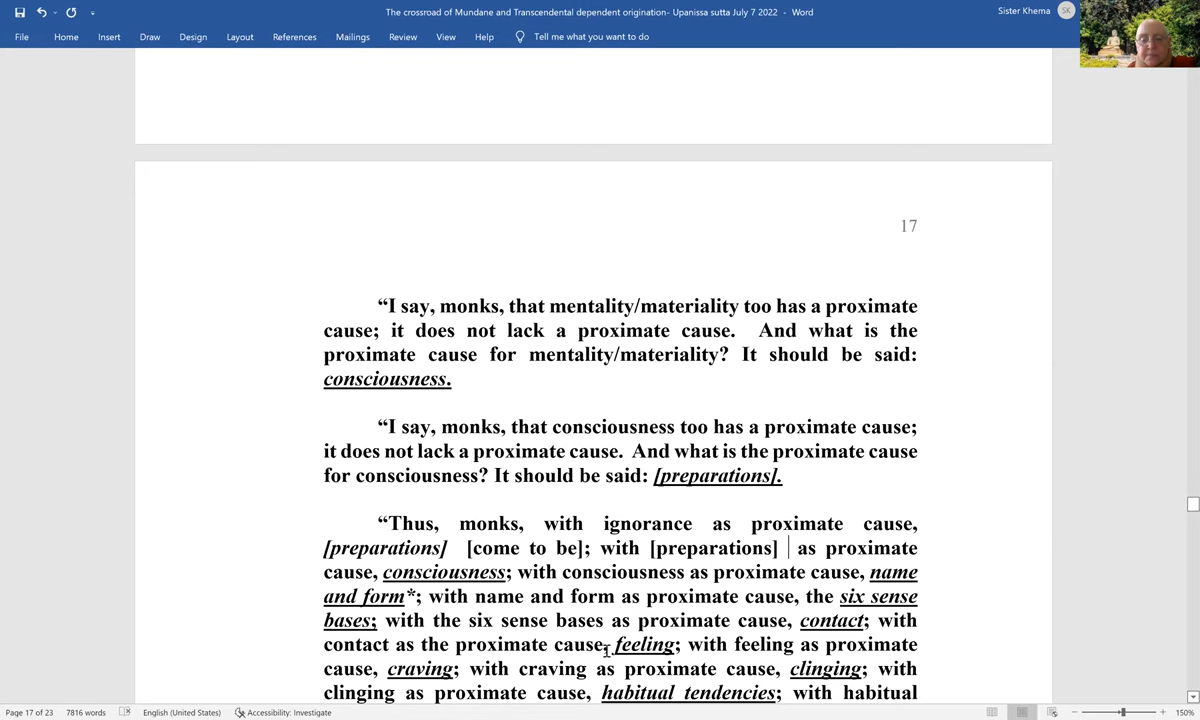 The crossroad of Mundane and Transcendental dependent origination- Upanissa sutta July 7 2022 - Word
Sister Khema
SK
File Home Insert Draw Design Layout References Mailings Review View Help Tell me what you want to do
17
“I say, monks, that mentality/materiality too has a proximate
cause; it does not lack a proximate cause. And what is the
proximate cause for mentality/materiality? It should be said:
consciousness.
“I say, monks, that consciousness too has a proximate cause;
it does not lack a proximate cause. And what is the proximate cause
for consciousness? It should be said: [preparations].
“Thus, monks, with ignorance as proximate cause,
[preparations] [come to be]; with [preparations] as proximate
cause, consciousness; with consciousness as proximate cause, name
and form*; with name and form as proximate cause, the six sense
bases; with the six sense bases as proximate cause, contact; with
contact as the proximate cause, feeling; with feeling as proximate
cause, craving; with craving as proximate cause, clinging; with
clinging as proximate cause, habitual tendencies; with habitual
Page 17 of 23 7816 words English (United States) Accessibility: Investigate 150%